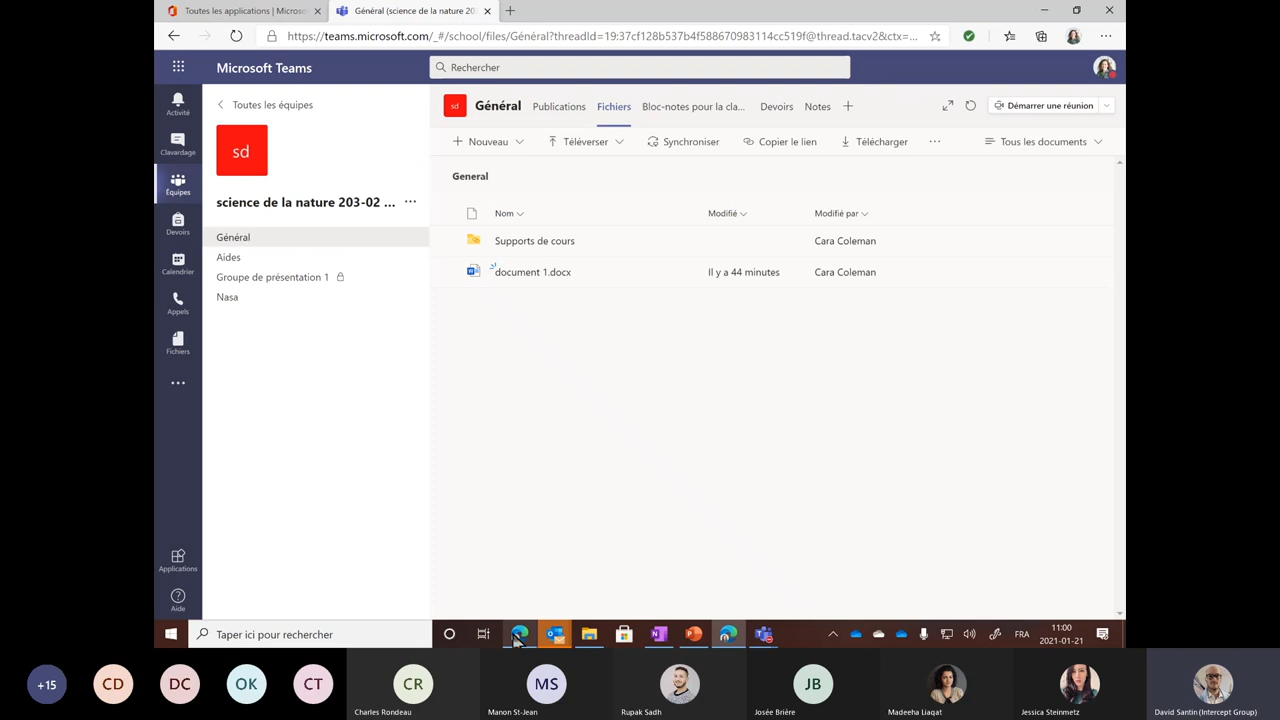 Toutes les applications | Microso
Général (science de la nature 203
https://teams.microsoft.com/_#/school/files/Général?threadId=19:37cf128b537b4f588670983114cc519f@thread.tacv2&ctx=...
Microsoft Teams
Rechercher
Activité
Clavardage
Équipes
Devoirs
Calendrier
Appels
Fichiers
Applications
Aide
Toutes les équipes
sd
science de la nature 203-02 ...
Général
Aides
Groupe de présentation 1
Nasa
sd
Général
Publications
Fichiers
Bloc-notes pour la cla...
Devoirs
Notes
Démarrer une réunion
Nouveau
Téléverser
Synchroniser
Copier le lien
Télécharger
Tous les documents
General
Nom
Modifié
Modifié par
Supports de cours
Cara Coleman
document 1.docx
Il y a 44 minutes
Cara Coleman
Taper ici pour rechercher
FRA
11:00
2021-01-21
+15
CD
DC
OK
CT
CR
Charles Rondeau
MS
Manon St-Jean
Rupak Sadh
JB
Josée Brière
Madeeha Liaqat
Jessica Steinmetz
David Santin (Intercept Group)